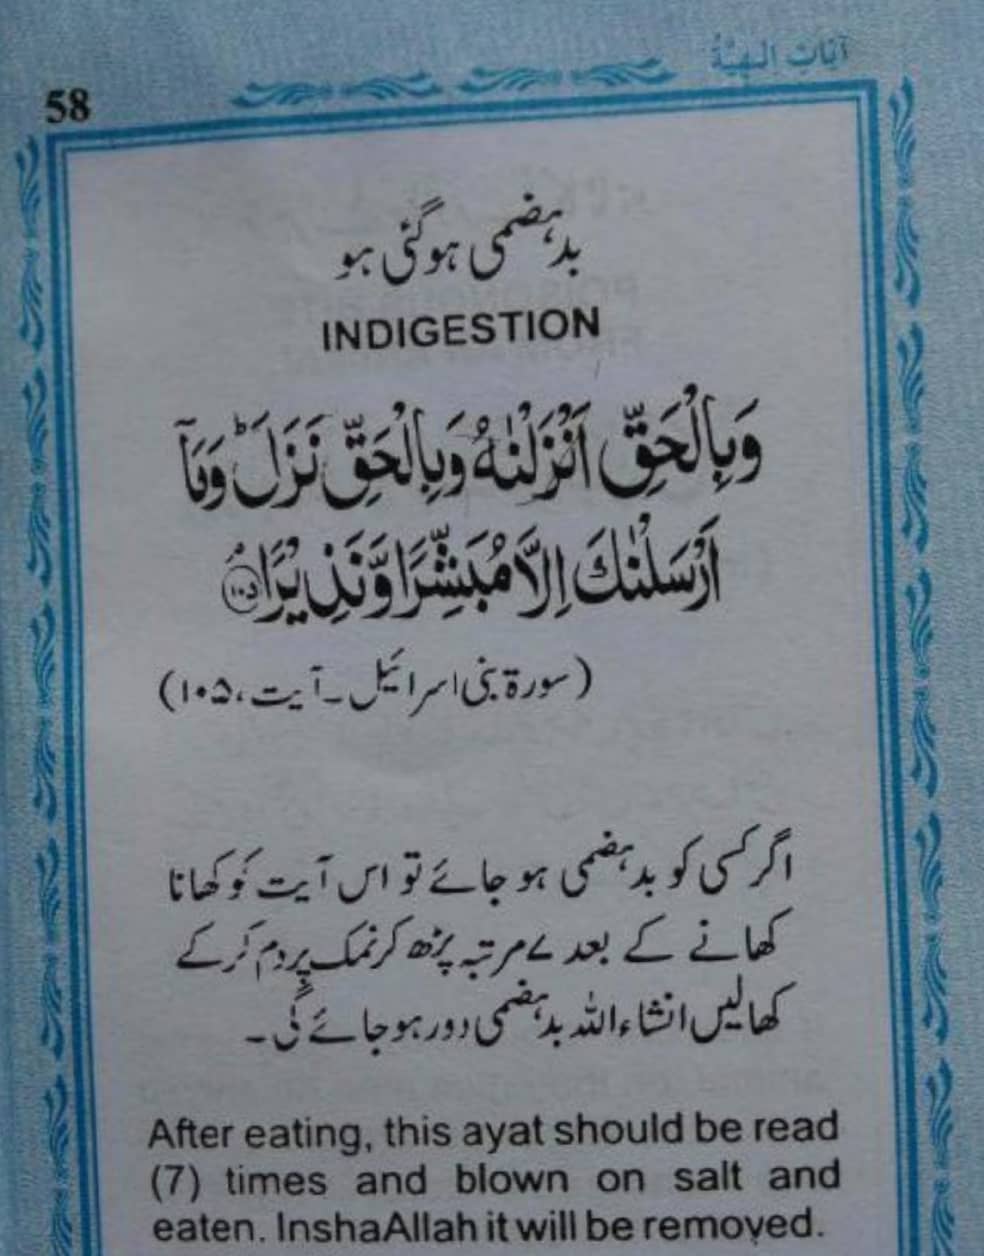 آیاتِ الٰہیّۃُ
58
بدہضمی ہوگئی ہو
INDIGESTION
وَبِالْحَقِّ اَنْزَلْنٰهُ وَبِالْحَقِّ نَزَلَ ؕ وَمَاۤ
اَرْسَلْنٰكَ اِلَّا مُبَشِّرًا وَّنَذِیْرًا ۘ ﴿۱۰۵﴾
(سورۃ بنی اسرائیل۔ آیت، ۱۰۵)
اگر کسی کو بدہضمی ہو جائے تو اس آیت کو کھانا
کھانے کے بعد ۷ مرتبہ پڑھ کر نمک پر دم کر کے
کھالیں انشاء اللہ بدہضمی دور ہو جائے گی۔
After eating, this ayat should be read
(7) times and blown on salt and
eaten. InshaAllah it will be removed.